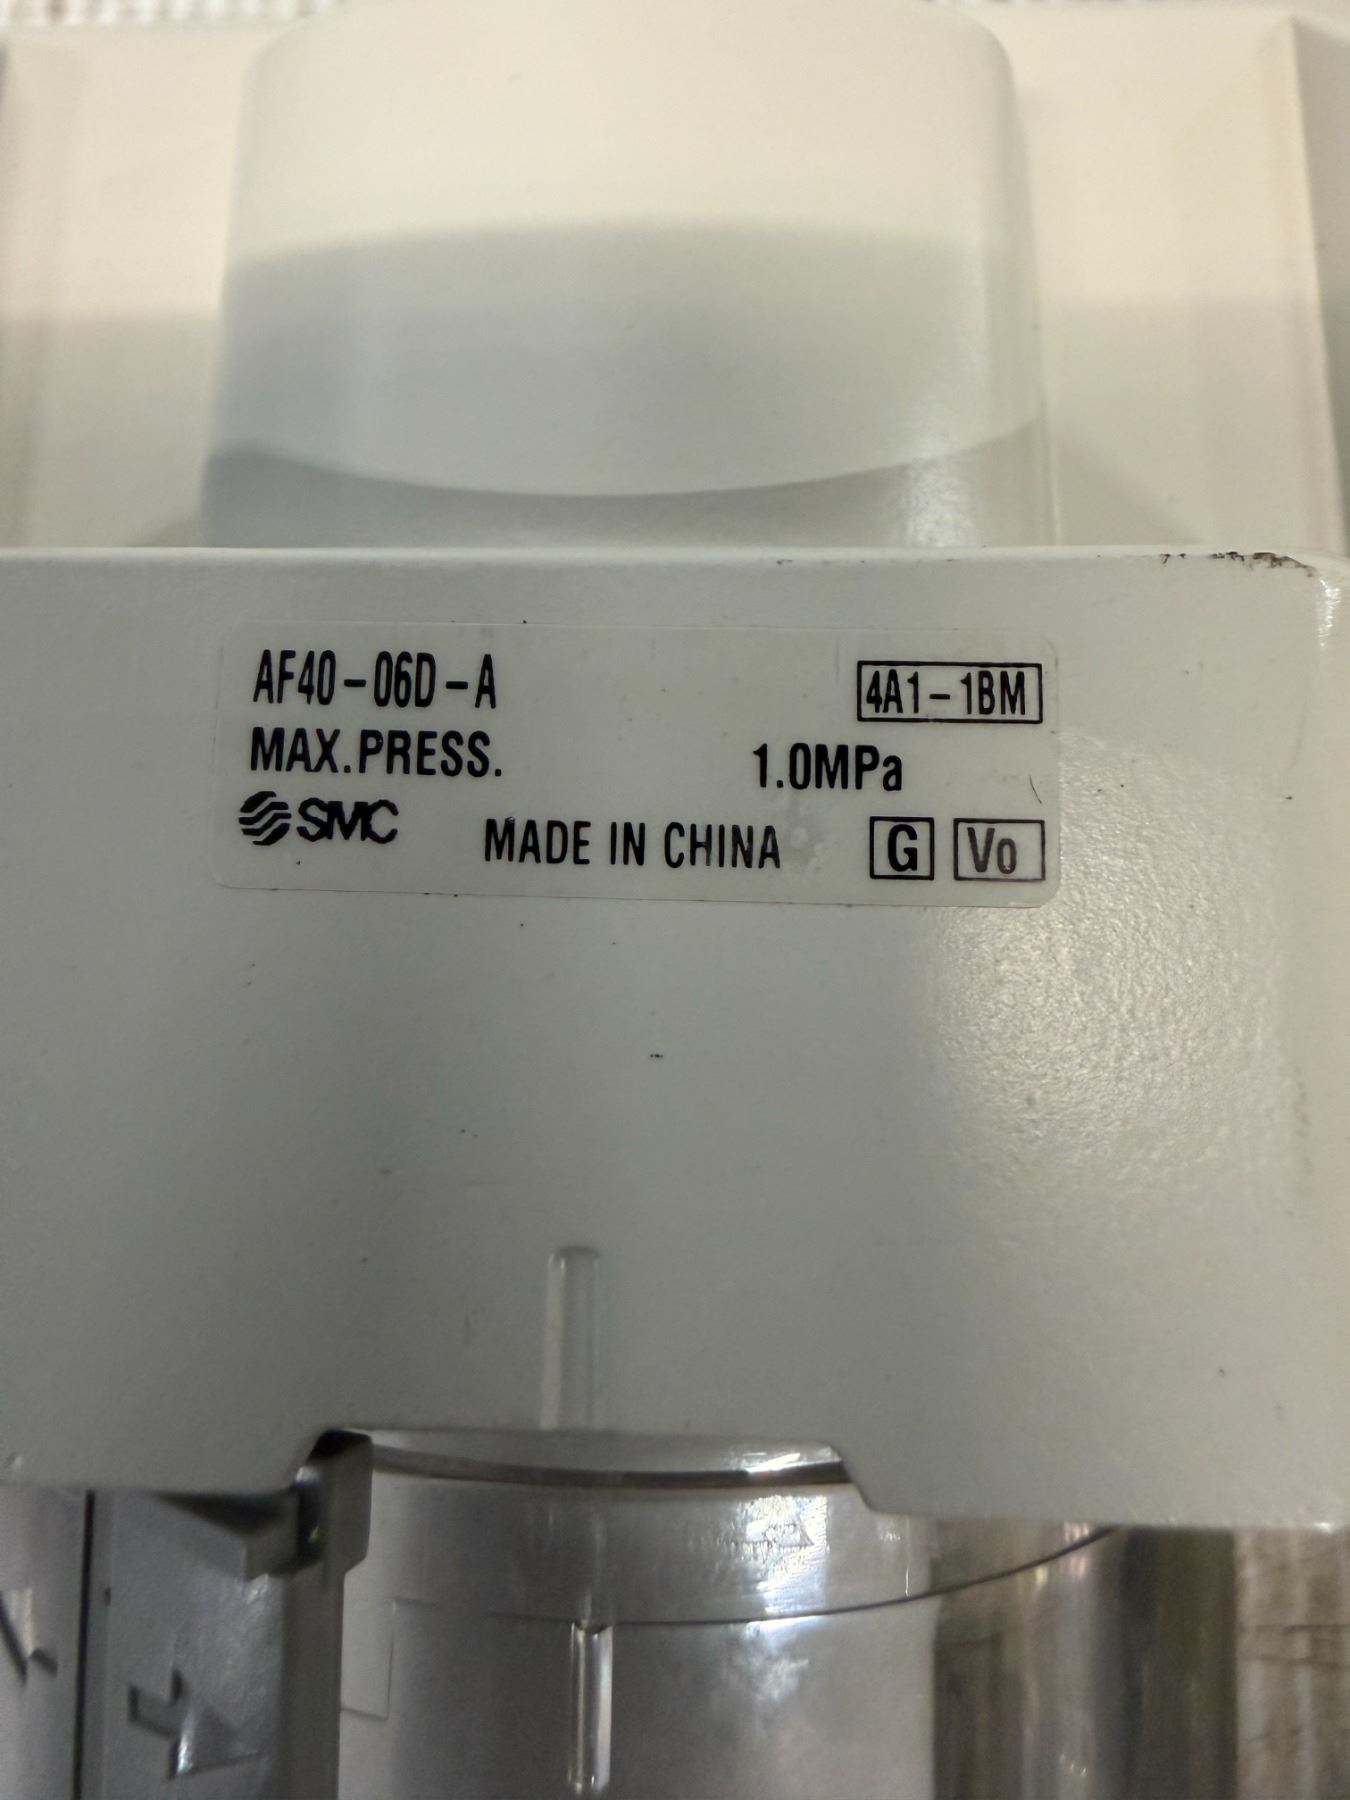 AF40-06D-A 4A1-1BM
MAX.PRESS. 1.0MPa
SMC MADE IN CHINA G Vo